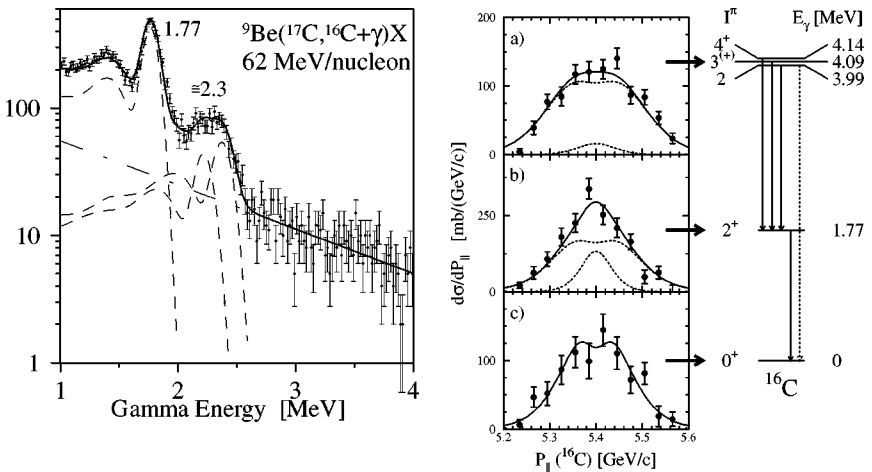 ⁹Be(¹⁷C,¹⁶C+γ)X
62 MeV/nucleon
1.77
≅2.3
100
10
1
1
2
3
4
Gamma Energy [MeV]
dσ/dP∥ [mb/(GeV/c)]
200
a)
100
0
b)
250
0
c)
100
0
5.2
5.3
5.4
5.5
5.6
P∥ (¹⁶C) [GeV/c]
I^π
E_γ [MeV]
4⁺
4.14
3⁽⁺⁾
4.09
2
3.99
2⁺
1.77
0⁺
0
¹⁶C